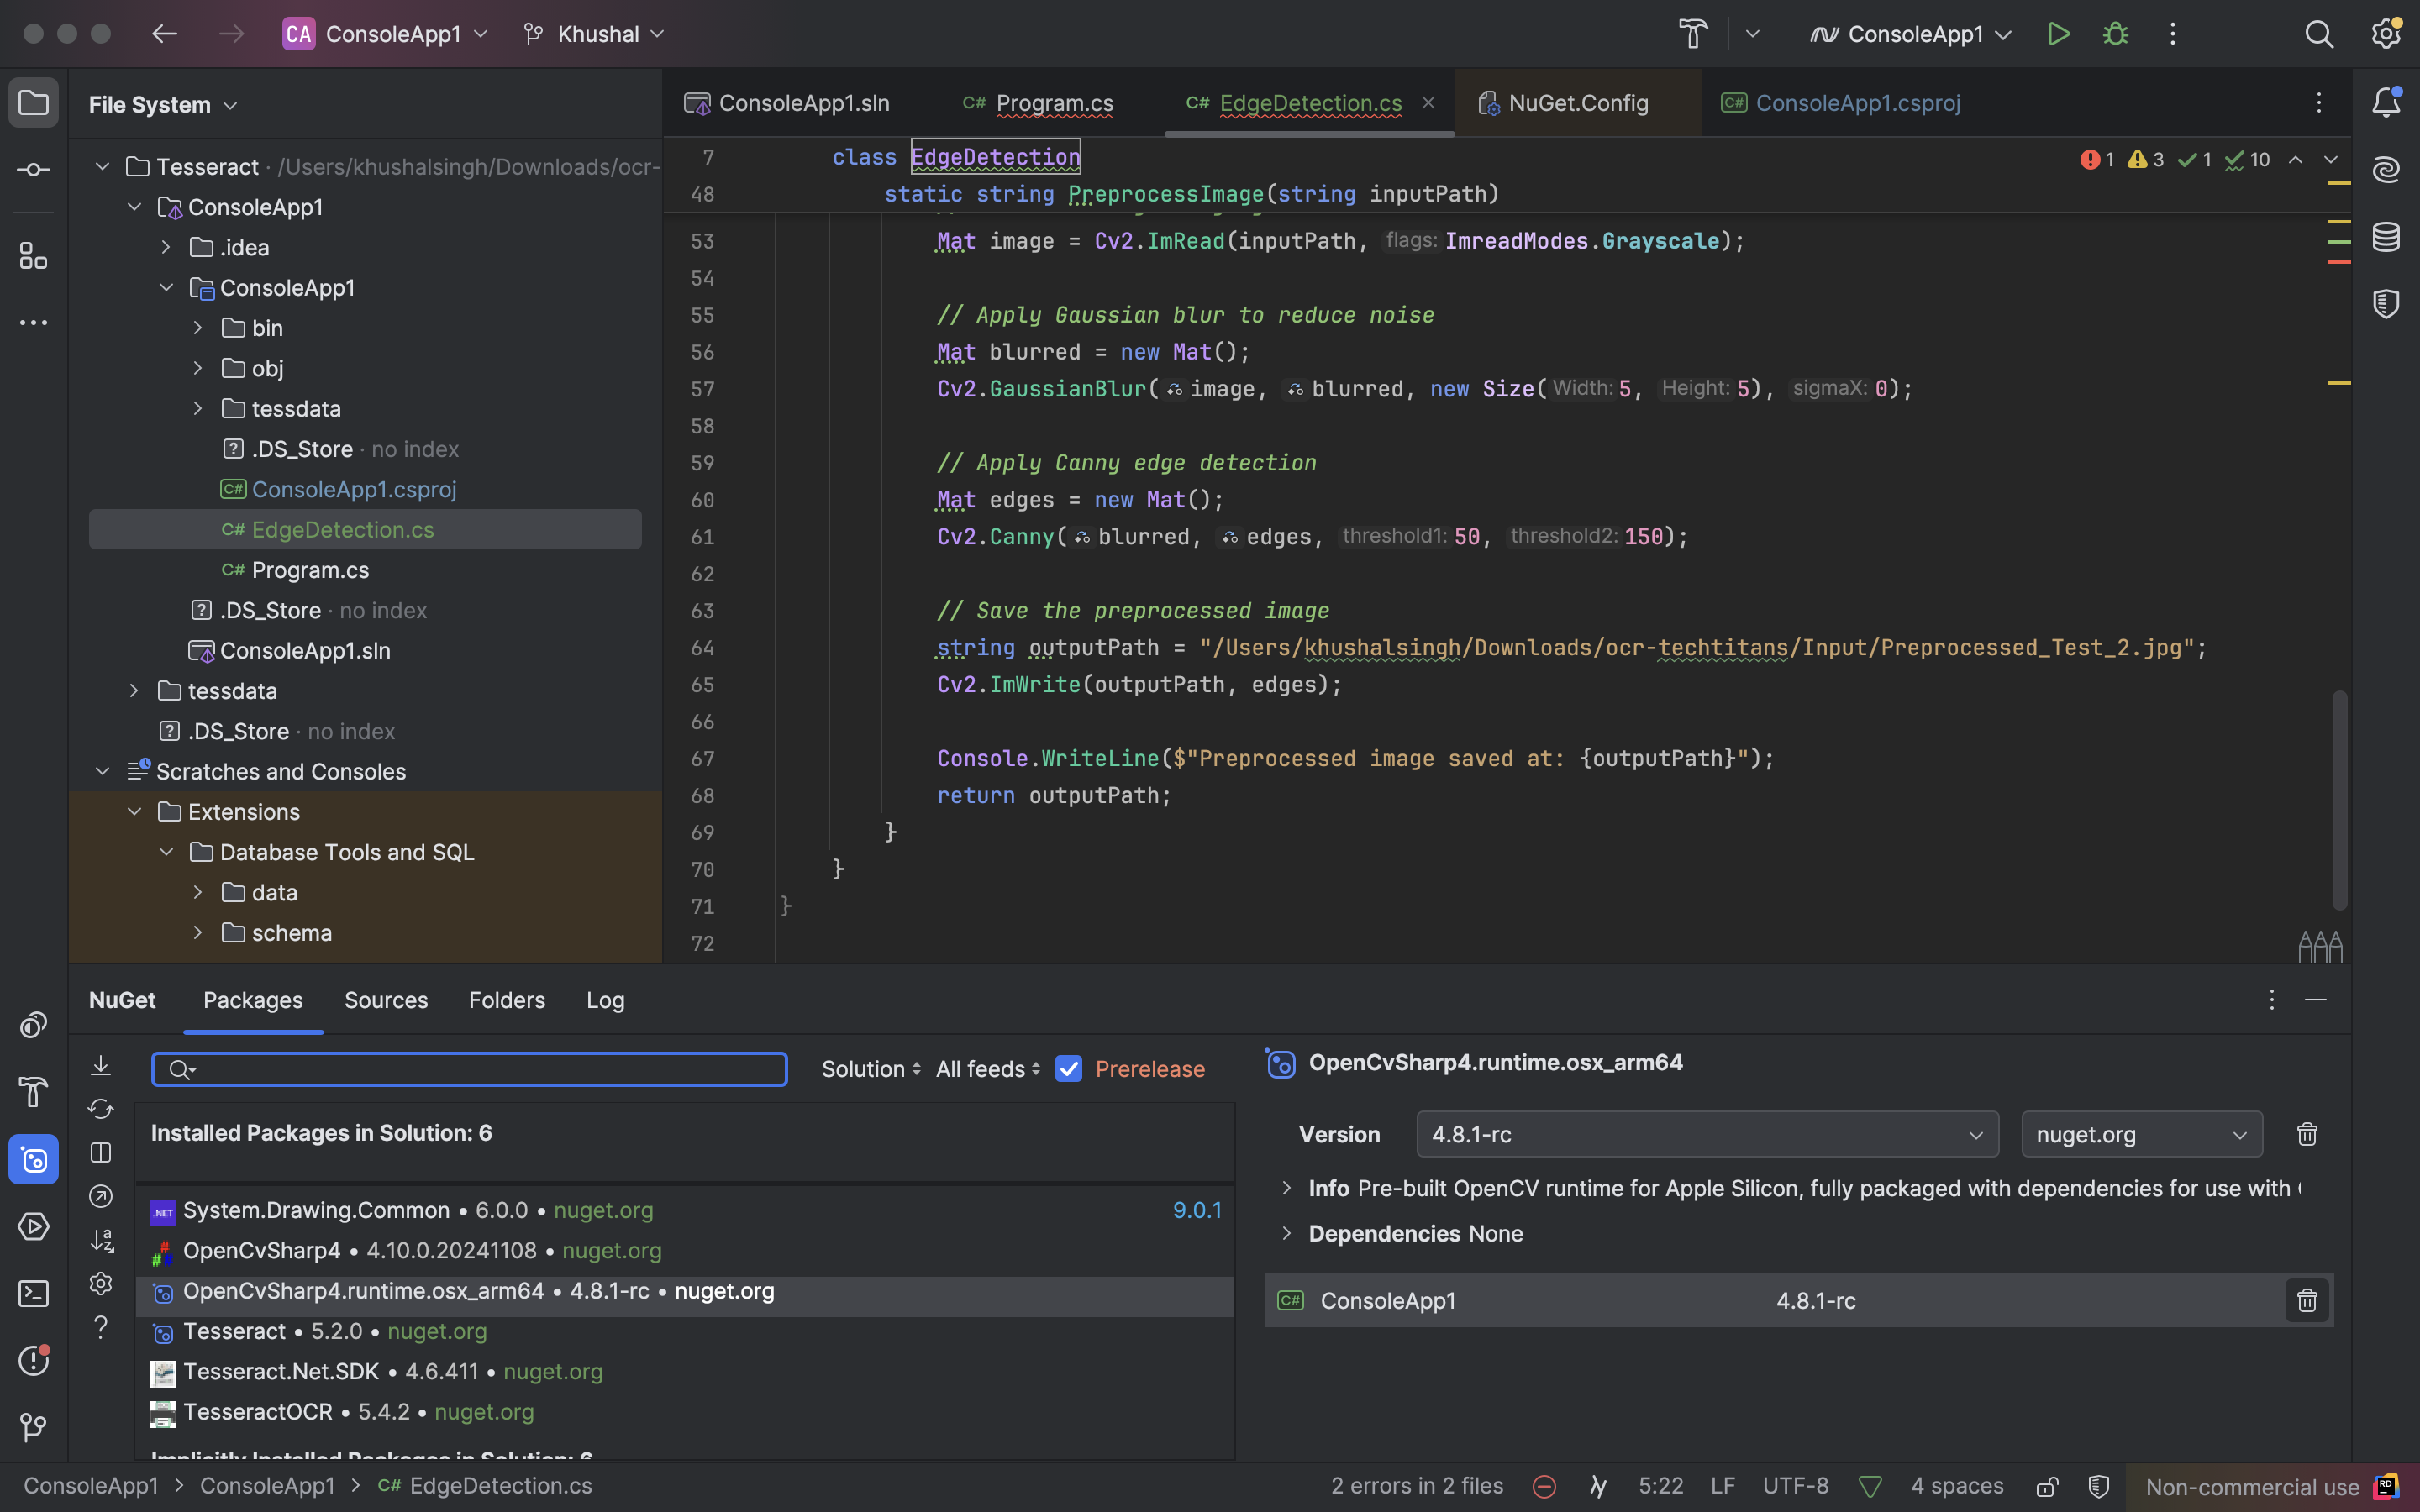 CA ConsoleApp1 Khushal ConsoleApp1
File System
ConsoleApp1.sln C# Program.cs C# EdgeDetection.cs NuGet.Config C# ConsoleApp1.csproj
Tesseract · /Users/khushalsingh/Downloads/ocr-
ConsoleApp1
.idea
ConsoleApp1
bin
obj
tessdata
? .DS_Store · no index
C# ConsoleApp1.csproj
C# EdgeDetection.cs
C# Program.cs
? .DS_Store · no index
ConsoleApp1.sln
tessdata
? .DS_Store · no index
Scratches and Consoles
Extensions
Database Tools and SQL
data
schema
1 3 1 10
7 class EdgeDetection
48 static string PreprocessImage(string inputPath)
53 Mat image = Cv2.ImRead(inputPath, flags: ImreadModes.Grayscale);
54
55 // Apply Gaussian blur to reduce noise
56 Mat blurred = new Mat();
57 Cv2.GaussianBlur(image, blurred, new Size(Width: 5, Height: 5), sigmaX: 0);
58
59 // Apply Canny edge detection
60 Mat edges = new Mat();
61 Cv2.Canny(blurred, edges, threshold1: 50, threshold2: 150);
62
63 // Save the preprocessed image
64 string outputPath = "/Users/khushalsingh/Downloads/ocr-techtitans/Input/Preprocessed_Test_2.jpg";
65 Cv2.ImWrite(outputPath, edges);
66
67 Console.WriteLine($"Preprocessed image saved at: {outputPath}");
68 return outputPath;
69 }
70 }
71 }
72
NuGet Packages Sources Folders Log
Solution All feeds Prerelease
Installed Packages in Solution: 6
.NET System.Drawing.Common • 6.0.0 • nuget.org 9.0.1
OpenCvSharp4 • 4.10.0.20241108 • nuget.org
OpenCvSharp4.runtime.osx_arm64 • 4.8.1-rc • nuget.org
Tesseract • 5.2.0 • nuget.org
Tesseract.Net.SDK • 4.6.411 • nuget.org
TesseractOCR • 5.4.2 • nuget.org
Implicitly Installed Packages in Solution: 6
OpenCvSharp4.runtime.osx_arm64
Version 4.8.1-rc nuget.org
Info Pre-built OpenCV runtime for Apple Silicon, fully packaged with dependencies for use with
Dependencies None
C# ConsoleApp1 4.8.1-rc
ConsoleApp1 > ConsoleApp1 > C# EdgeDetection.cs
2 errors in 2 files 5:22 LF UTF-8 4 spaces Non-commercial use RD